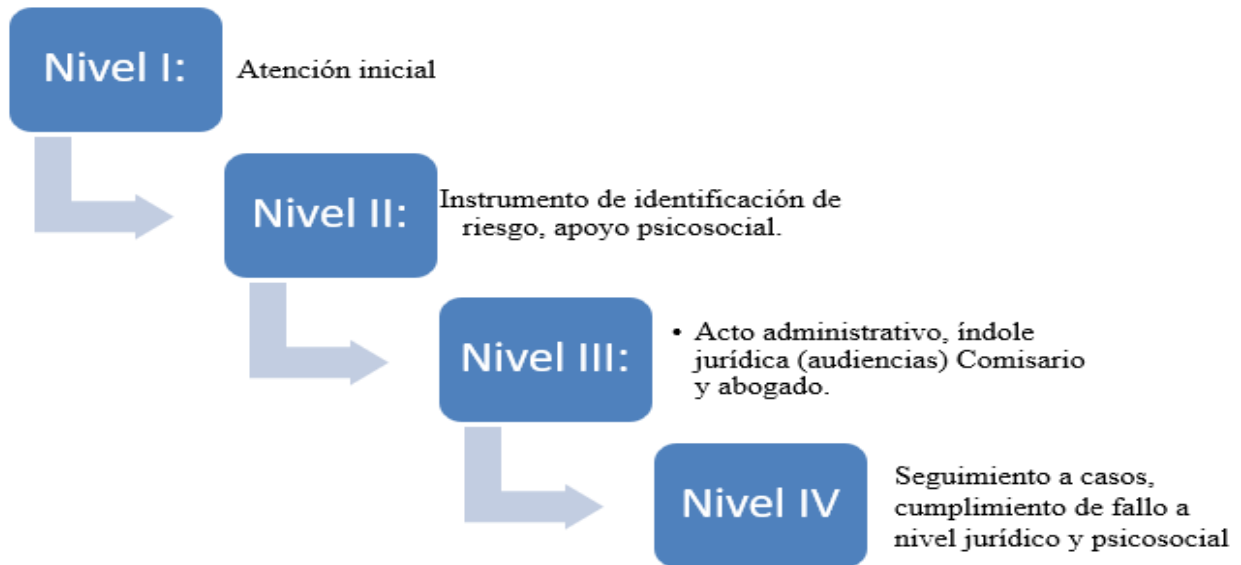 Nivel I:
Atención inicial
Nivel II:
Instrumento de identificación de
riesgo, apoyo psicosocial.
Nivel III:
• Acto administrativo, índole
jurídica (audiencias) Comisario
y abogado.
Nivel IV
Seguimiento a casos,
cumplimiento de fallo a
nivel jurídico y psicosocial